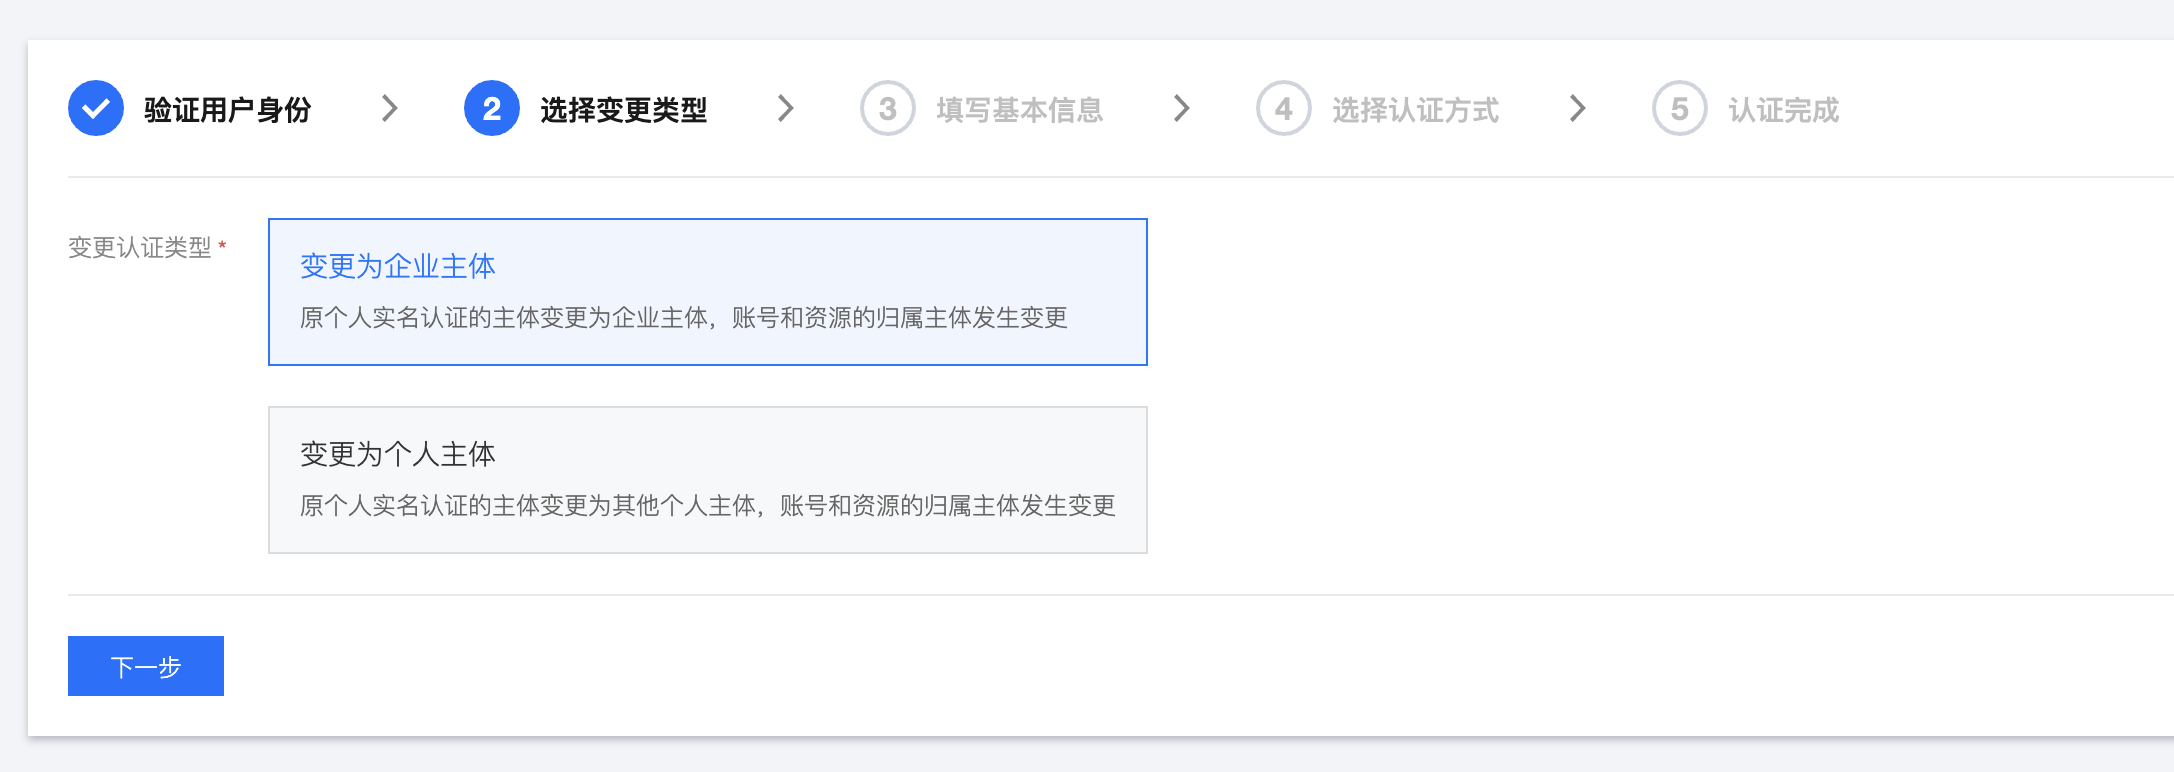 验证用户身份 2 选择变更类型 3 填写基本信息 4 选择认证方式 5 认证完成
变更认证类型 *
变更为企业主体
原个人实名认证的主体变更为企业主体，账号和资源的归属主体发生变更
变更为个人主体
原个人实名认证的主体变更为其他个人主体，账号和资源的归属主体发生变更
下一步